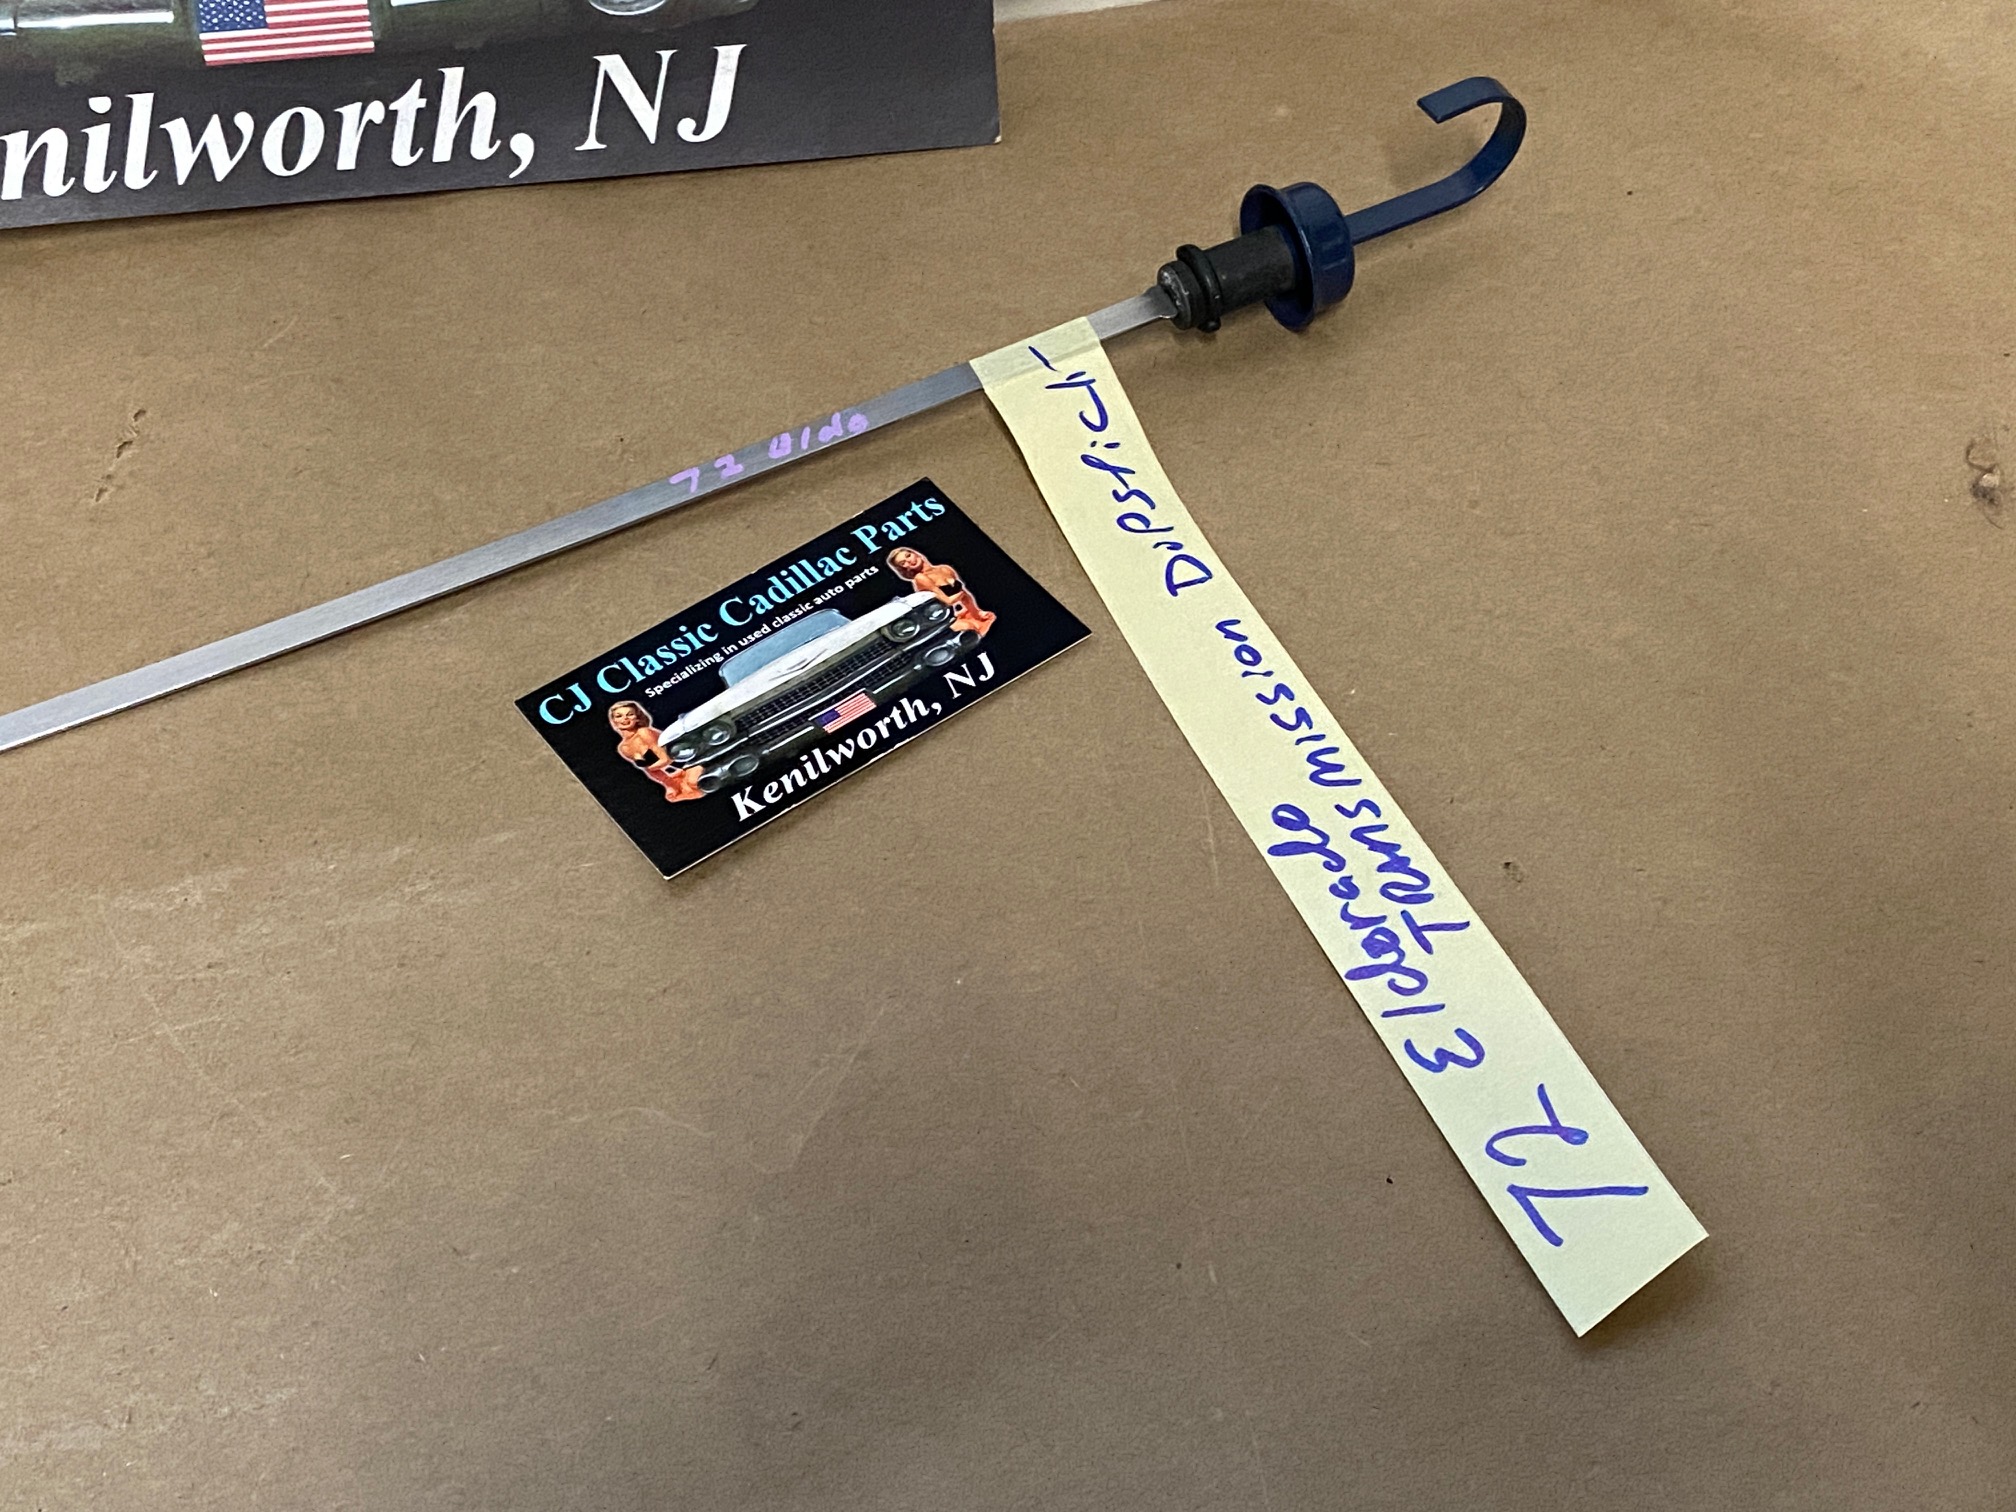 nilworth, NJ
72 eldo
CJ Classic Cadillac Parts
Specializing in used classic auto parts
Kenilworth, NJ
72 Eldorado
Transmission Dipstick